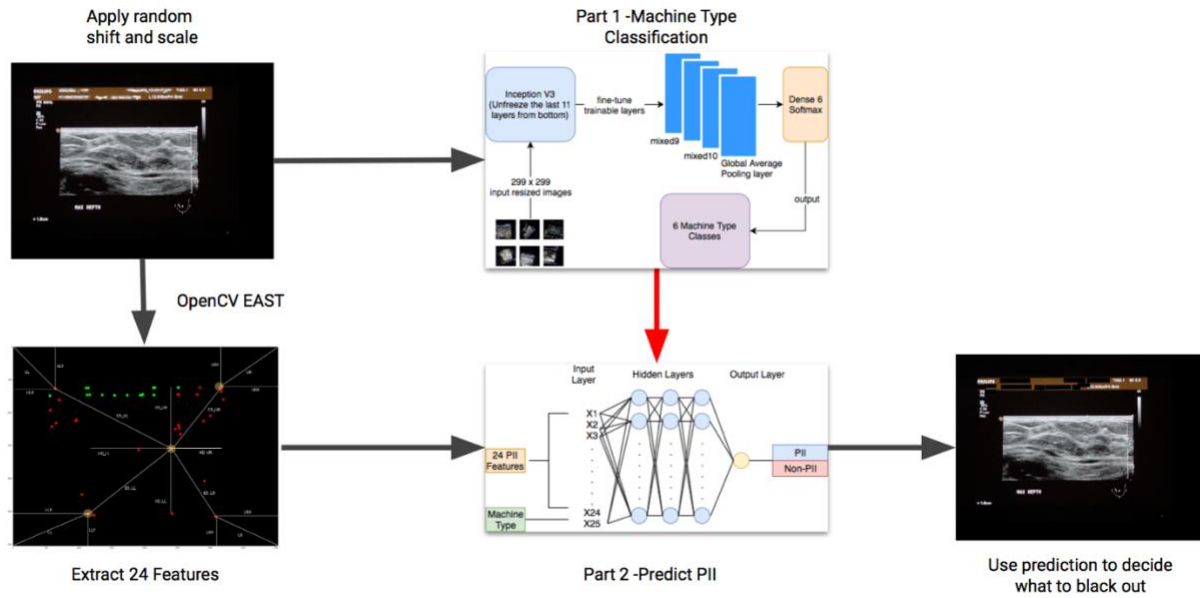 Apply random
shift and scale
Part 1 -Machine Type
Classification
Inception V3
(Unfreeze the last 11
layers from bottom)
fine-tune
trainable layers
Dense 6
Softmax
mixed9
mixed10
Global Average
Pooling layer
299 x 299
input resized images
output
6 Machine Type
Classes
MAX DEPTH
OpenCV EAST
Input
Layer
Hidden Layers
Output Layer
X1
X2
X3
24 PII
Features
PII
Non-PII
Machine
Type
X24
X25
PHILIPS
MAX DEPTH
Extract 24 Features
Part 2 -Predict PII
Use prediction to decide
what to black out